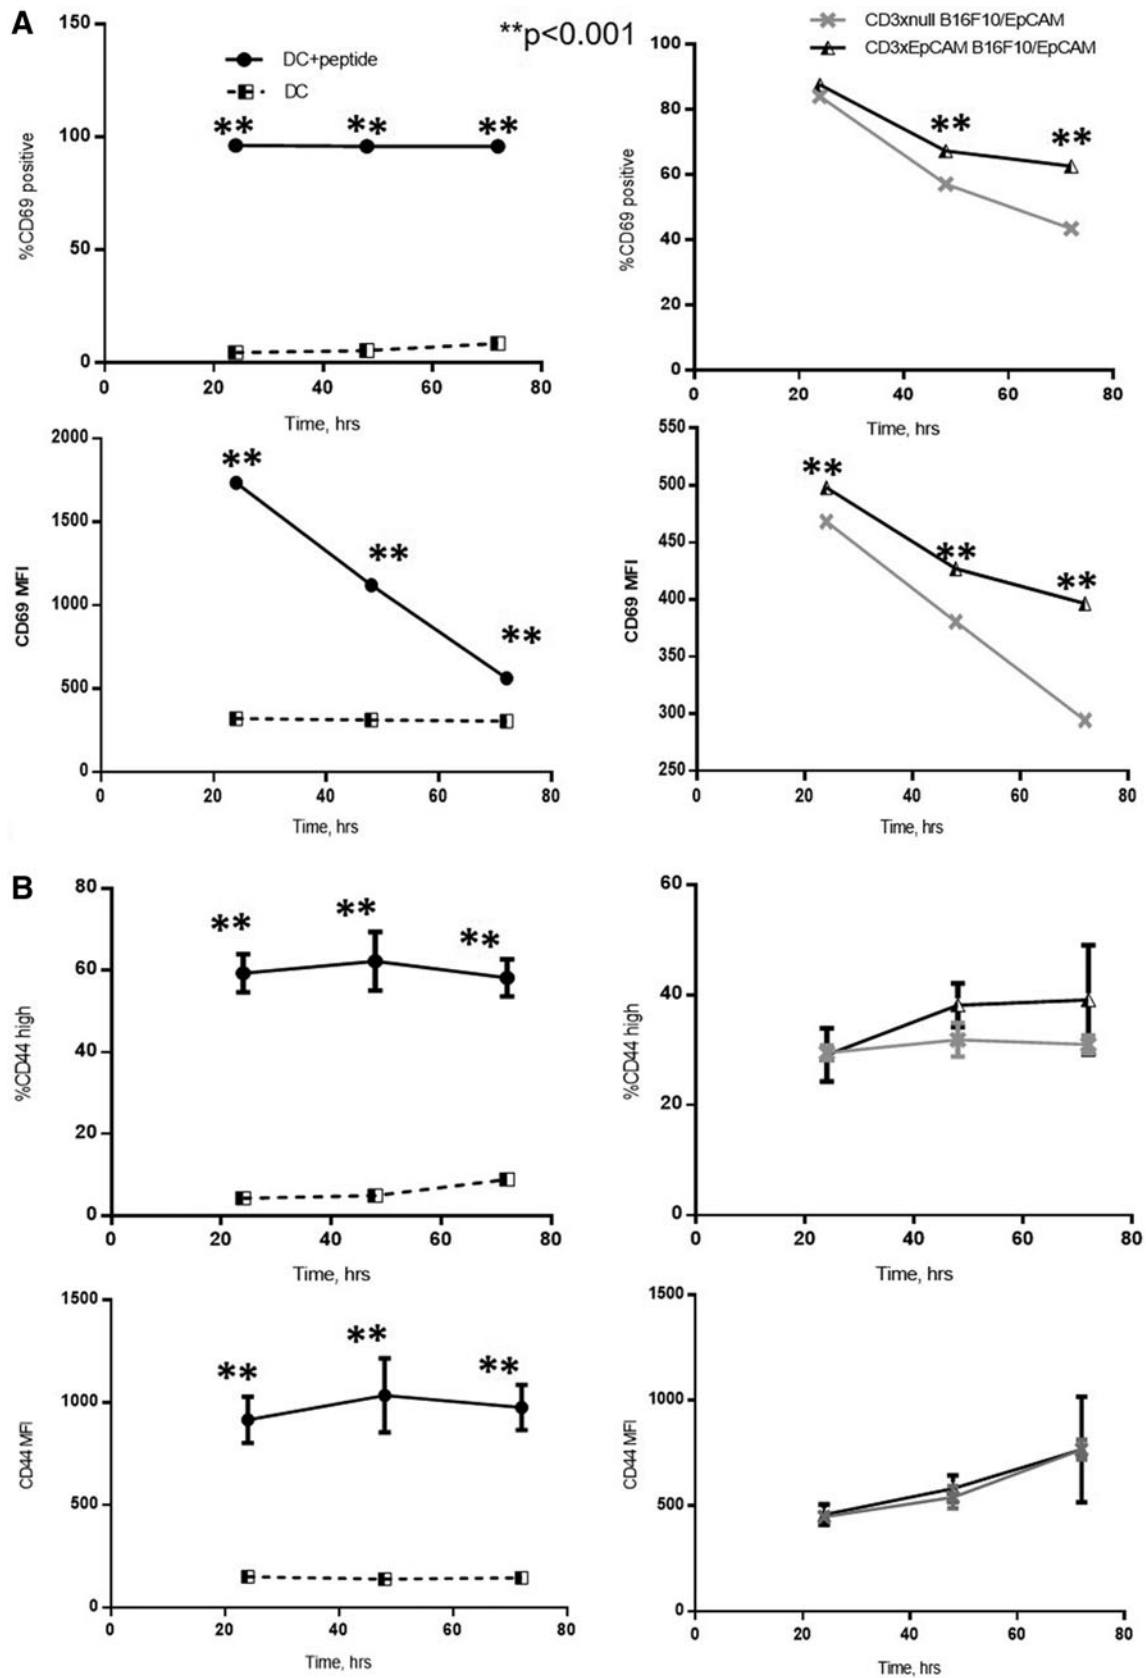 A
**p<0.001
DC+peptide
DC
CD3xnull B16F10/EpCAM
CD3xEpCAM B16F10/EpCAM
%CD69 positive
150
100
50
0
** ** **
0 20 40 60 80
Time, hrs
%CD69 positive
100
80
60
40
20
0
** **
0 20 40 60 80
Time, hrs
CD69 MFI
2000
1500
1000
500
0
** ** **
0 20 40 60 80
Time, hrs
CD69 MFI
550
500
450
400
350
300
250
** ** **
0 20 40 60 80
Time, hrs
B
%CD44 high
80
60
40
20
0
** ** **
0 20 40 60 80
Time, hrs
%CD44 high
60
40
20
0
0 20 40 60 80
Time, hrs
CD44 MFI
1500
1000
500
0
** ** **
0 20 40 60 80
Time, hrs
CD44 MFI
1500
1000
500
0
0 20 40 60 80
Time, hrs